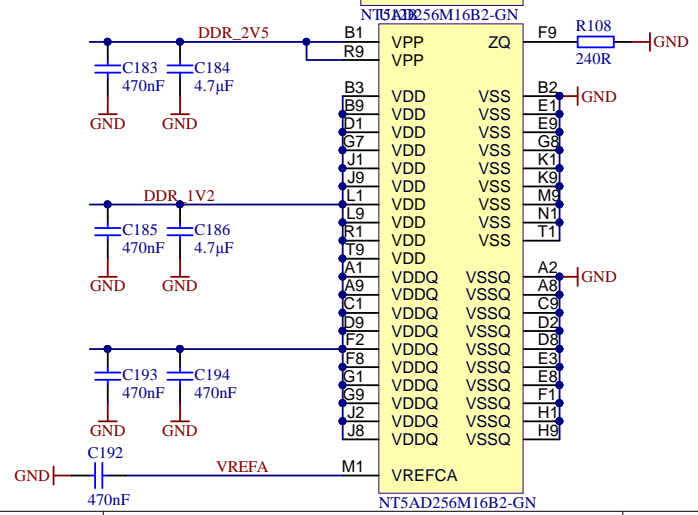 NT5AD256M16B2-GN
DDR_2V5
B1 VPP ZQ F9 R108 GND
R9 VPP 240R
C183 C184
470nF 4.7µF
GND GND
B3 VDD VSS B2 GND
B9 VDD VSS E1
D1 VDD VSS E9
G7 VDD VSS G8
J1 VDD VSS K1
J9 VDD VSS K9
DDR_1V2
L1 VDD VSS M9
L9 VDD VSS N1
R1 VDD VSS T1
T9 VDD
C185 C186
470nF 4.7µF
GND GND
A1 VDDQ VSSQ A2 GND
A9 VDDQ VSSQ A8
C1 VDDQ VSSQ C9
D9 VDDQ VSSQ D2
F2 VDDQ VSSQ D8
F8 VDDQ VSSQ E3
G1 VDDQ VSSQ E8
G9 VDDQ VSSQ F1
J2 VDDQ VSSQ H1
J8 VDDQ VSSQ H9
C193 C194
470nF 470nF
GND GND
C192
GND VREFA M1 VREFCA
470nF
NT5AD256M16B2-GN